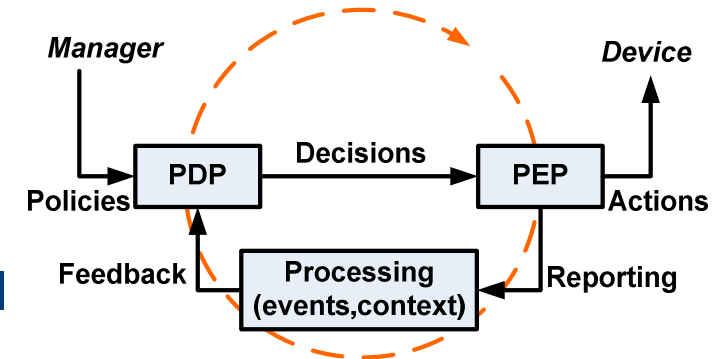 Manager
Device
Decisions
PDP
PEP
Policies
Actions
Feedback
Processing
(events,context)
Reporting